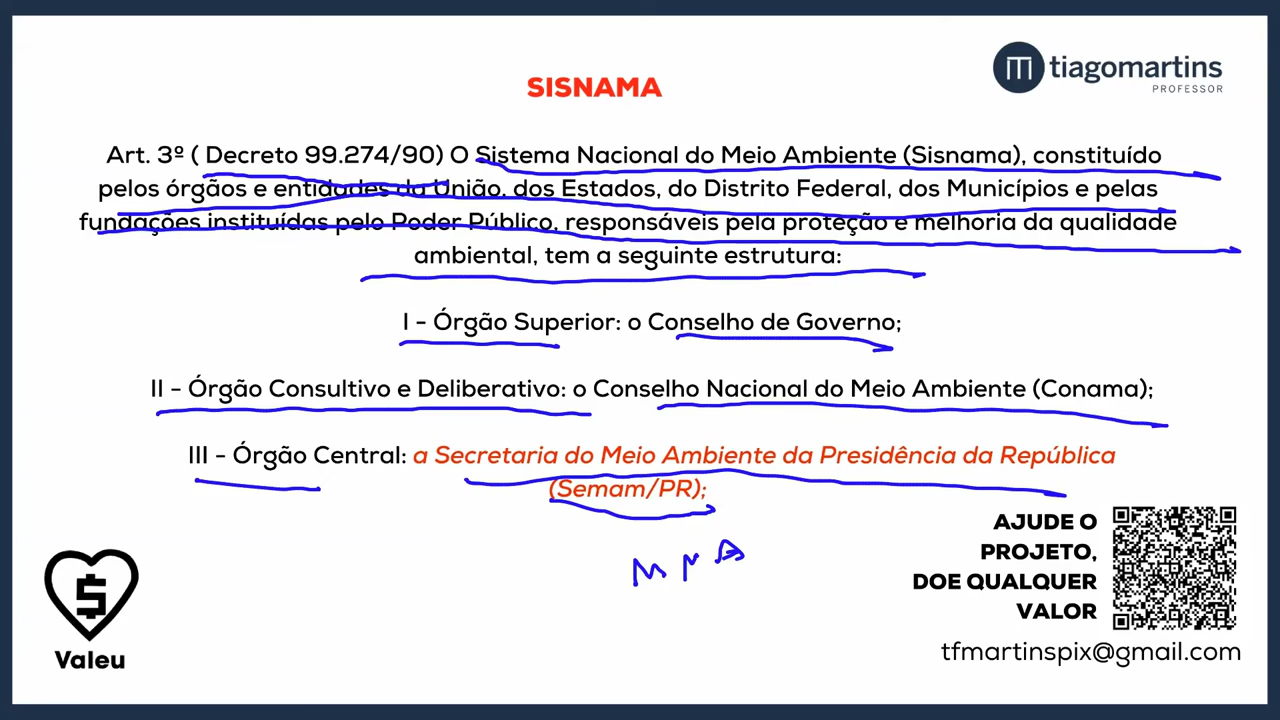 tiagomartins
PROFESSOR
SISNAMA
Art. 3º ( Decreto 99.274/90) O Sistema Nacional do Meio Ambiente (Sisnama), constituído
pelos órgãos e entidades da União, dos Estados, do Distrito Federal, dos Municípios e pelas
fundações instituídas pelo Poder Público, responsáveis pela proteção e melhoria da qualidade
ambiental, tem a seguinte estrutura:
I - Órgão Superior: o Conselho de Governo;
II - Órgão Consultivo e Deliberativo: o Conselho Nacional do Meio Ambiente (Conama);
III - Órgão Central: a Secretaria do Meio Ambiente da Presidência da República
(Semam/PR);
MMA
AJUDE O
PROJETO,
DOE QUALQUER
VALOR
tfmartinspix@gmail.com
$
Valeu